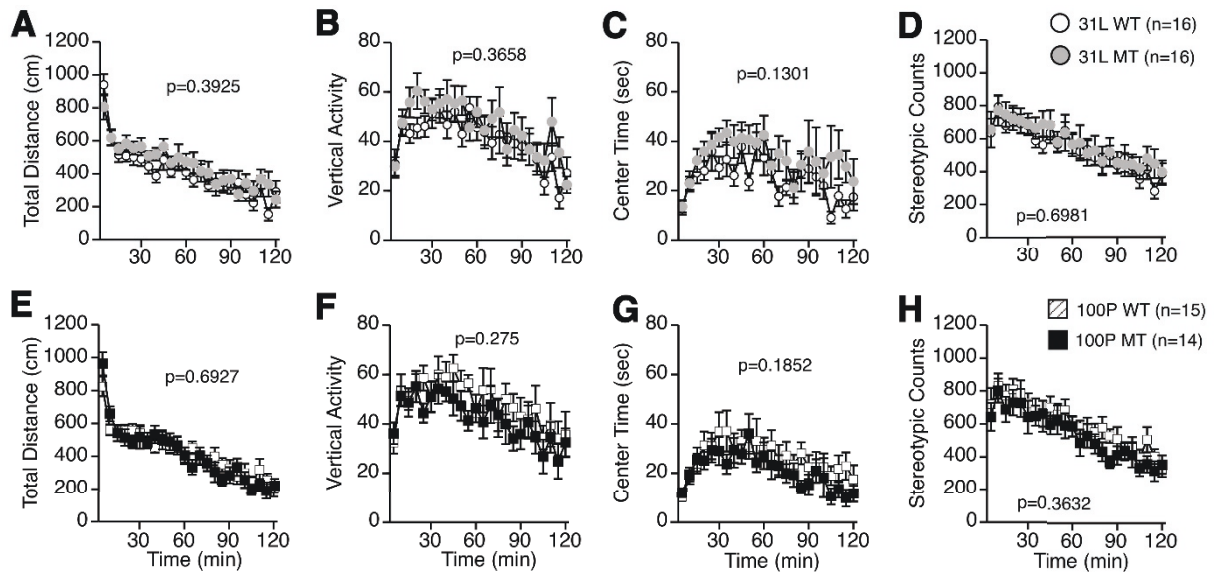 A
Total Distance (cm)
1200
1000
800
600
400
200
0
p=0.3925
30 60 90 120
B
Vertical Activity
80
60
40
20
0
p=0.3658
30 60 90 120
C
Center Time (sec)
80
60
40
20
0
p=0.1301
30 60 90 120
D
31L WT (n=16)
31L MT (n=16)
Stereotypic Counts
1200
1000
800
600
400
200
0
p=0.6981
30 60 90 120
E
Total Distance (cm)
1200
1000
800
600
400
200
0
p=0.6927
30 60 90 120
Time (min)
F
Vertical Activity
80
60
40
20
0
p=0.275
30 60 90 120
Time (min)
G
Center Time (sec)
80
60
40
20
0
p=0.1852
30 60 90 120
Time (min)
H
100P WT (n=15)
100P MT (n=14)
Stereotypic Counts
1200
1000
800
600
400
200
0
p=0.3632
30 60 90 120
Time (min)